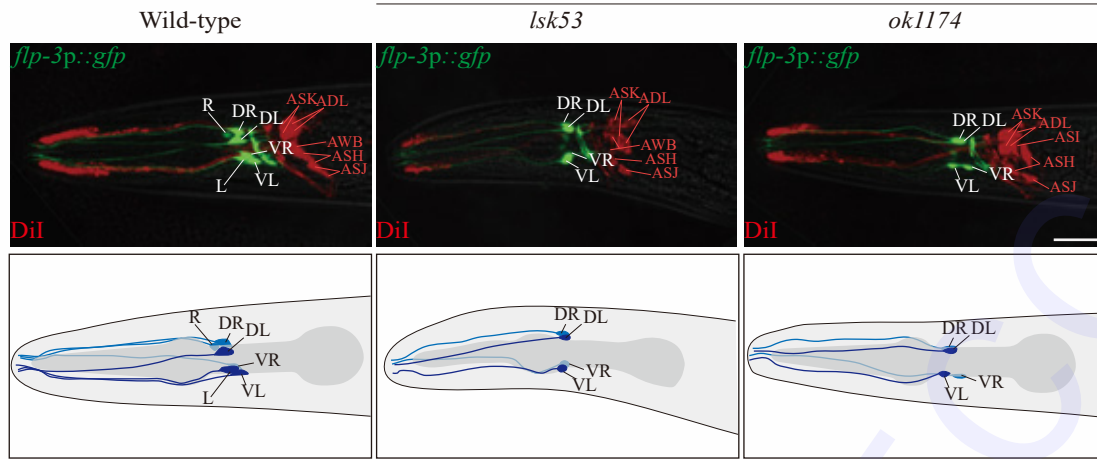 Wild-type lsk53 ok1174
flp-3p::gfp flp-3p::gfp flp-3p::gfp
R DR DL ASK ADL AWB ASH ASJ VR L VL DiI
DR DL ASK ADL AWB ASH ASJ VR VL DiI
DR DL ASK ADL ASI ASH ASJ VR VL
R DR DL VR L VL
DR DL VR VL
DR DL VR VL